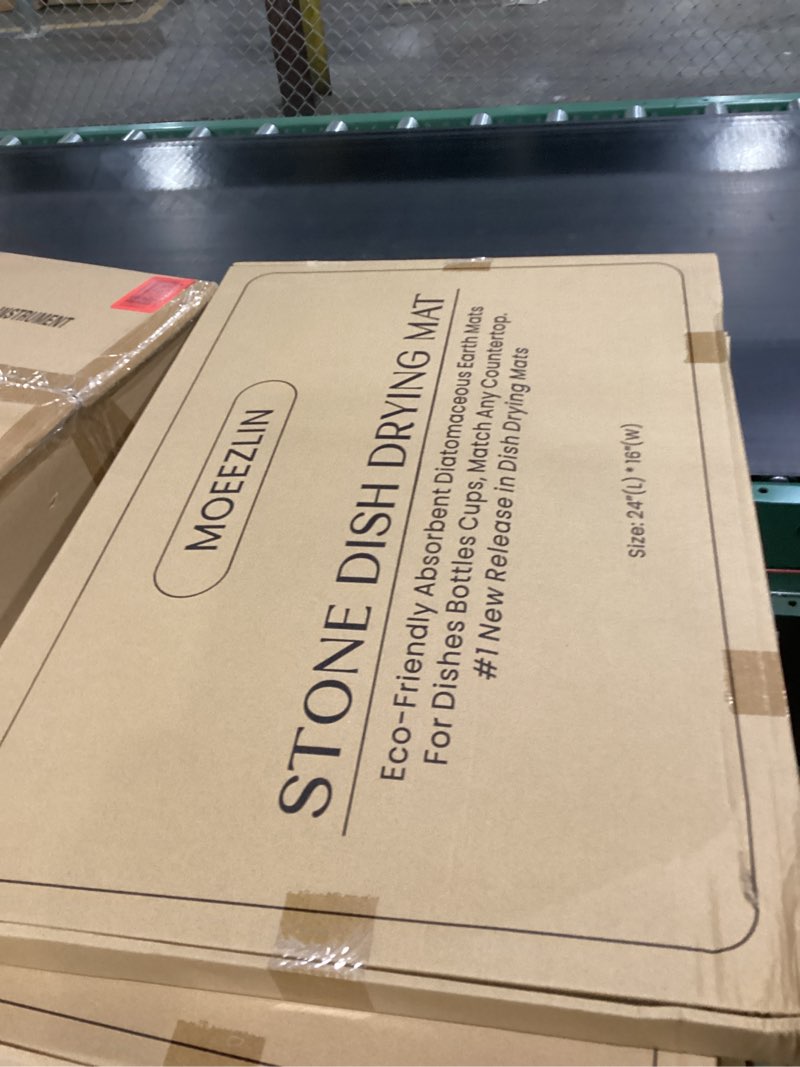 MOEEZLIN
STONE DISH DRYING MAT
Eco-Friendly Absorbent Diatomaceous Earth Mats
For Dishes Bottles Cups, Match Any Countertop.
#1 New Release in Dish Drying Mats
Size: 24"(L) * 16"(W)
INSTRUMENT